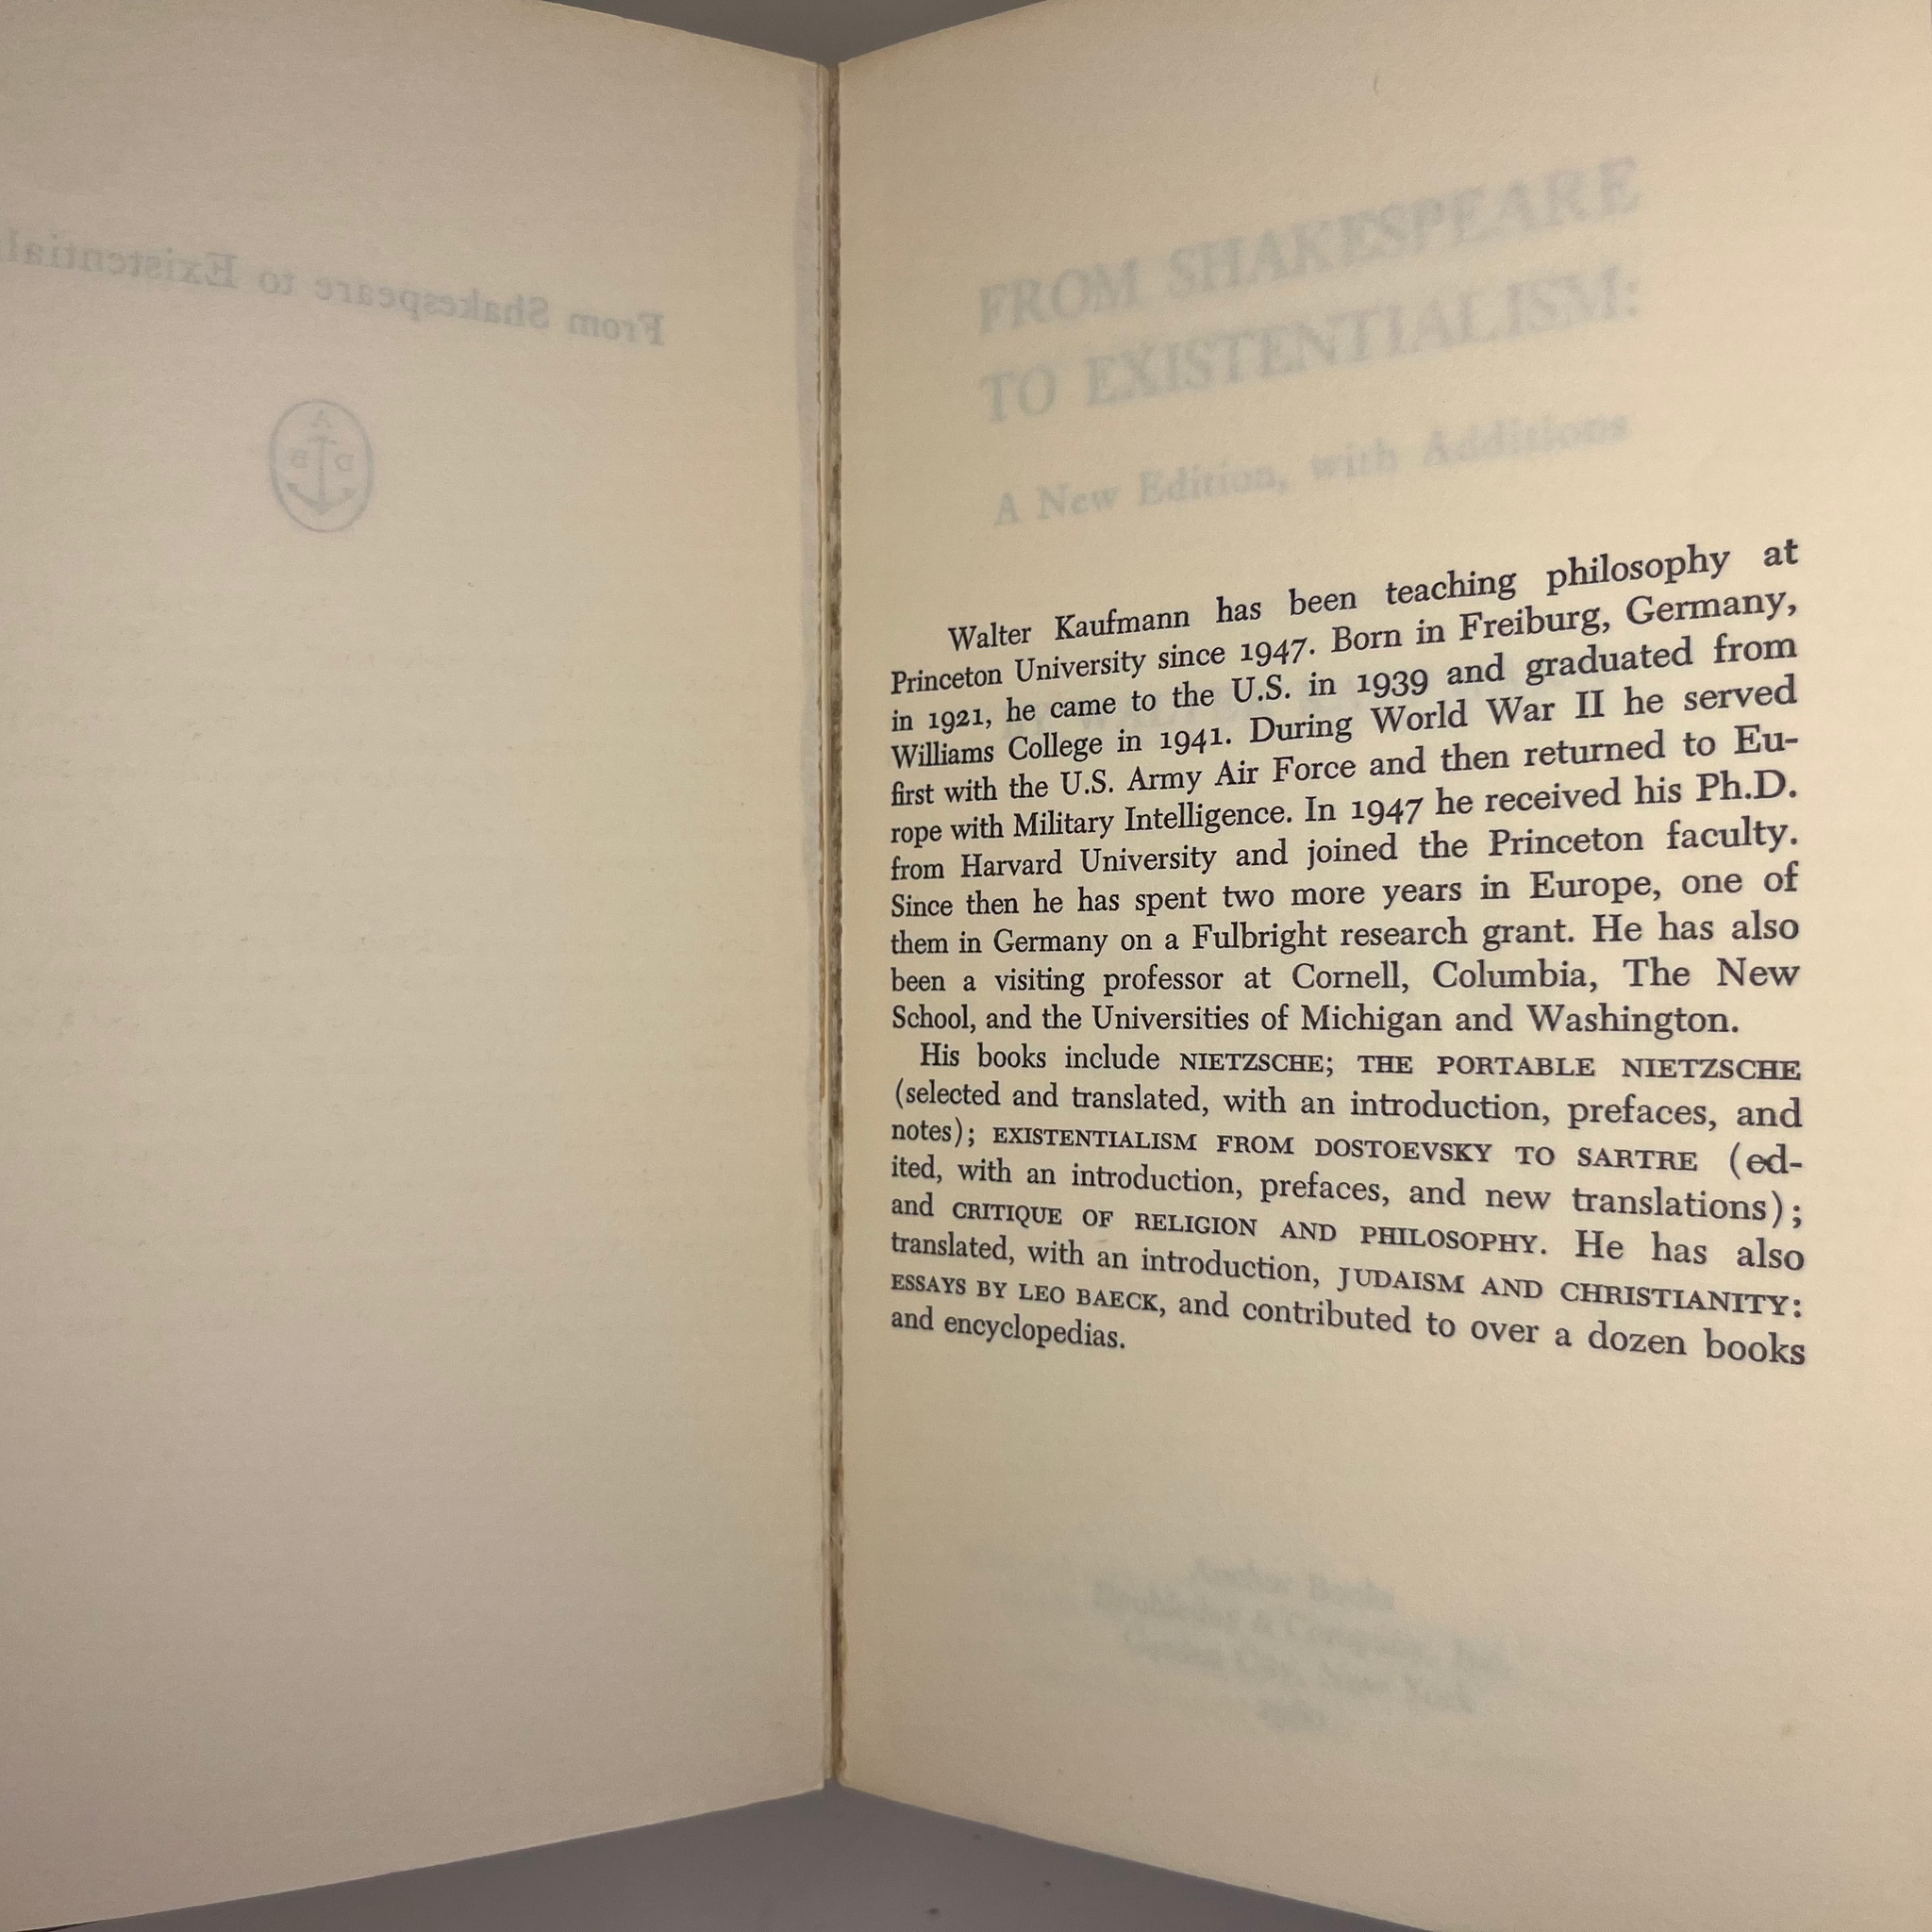 From Shakespeare to Existential
A
D B
FROM SHAKESPEARE
TO EXISTENTIALISM:
A New Edition, with Additions
Walter Kaufmann has been teaching philosophy at
Princeton University since 1947. Born in Freiburg, Germany,
in 1921, he came to the U.S. in 1939 and graduated from
Williams College in 1941. During World War II he served
first with the U.S. Army Air Force and then returned to Eu-
rope with Military Intelligence. In 1947 he received his Ph.D.
from Harvard University and joined the Princeton faculty.
Since then he has spent two more years in Europe, one of
them in Germany on a Fulbright research grant. He has also
been a visiting professor at Cornell, Columbia, The New
School, and the Universities of Michigan and Washington.
His books include NIETZSCHE; THE PORTABLE NIETZSCHE
(selected and translated, with an introduction, prefaces, and
notes); EXISTENTIALISM FROM DOSTOEVSKY TO SARTRE (ed-
ited, with an introduction, prefaces, and new translations);
and CRITIQUE OF RELIGION AND PHILOSOPHY. He has also
translated, with an introduction, JUDAISM AND CHRISTIANITY:
ESSAYS BY LEO BAECK, and contributed to over a dozen books
and encyclopedias.
Anchor Books
Doubleday & Company, Inc.
Garden City, New York